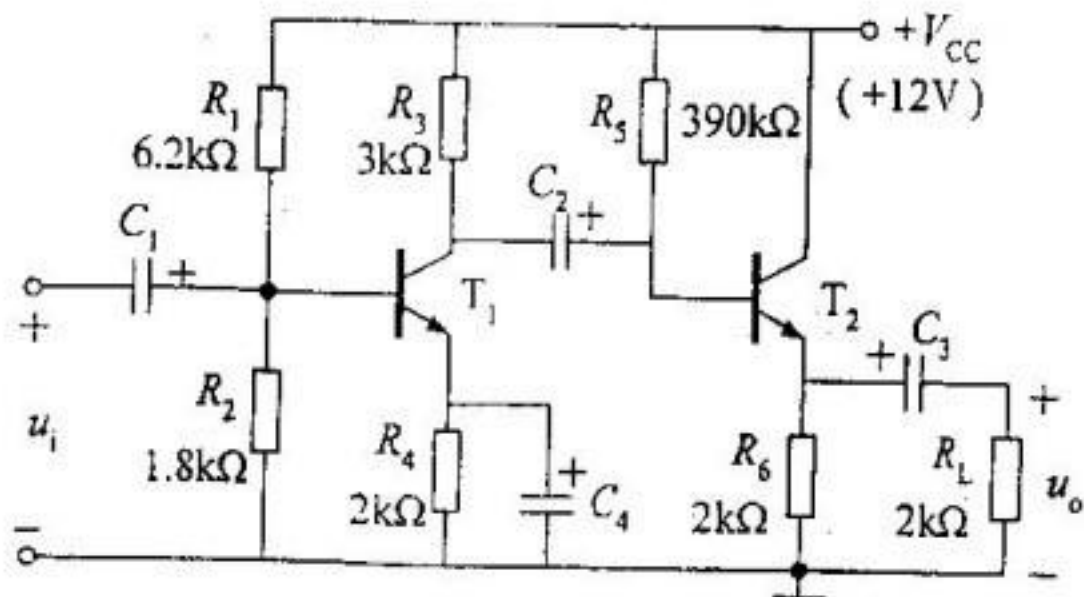 +V_CC
(+12V)
R_1
6.2kΩ
R_3
3kΩ
R_5
390kΩ
C_1
+
C_2
+
T_1
T_2
+
C_3
+
u_i
−
R_2
1.8kΩ
R_4
2kΩ
+
C_4
R_6
2kΩ
R_L
2kΩ
+
u_o
−